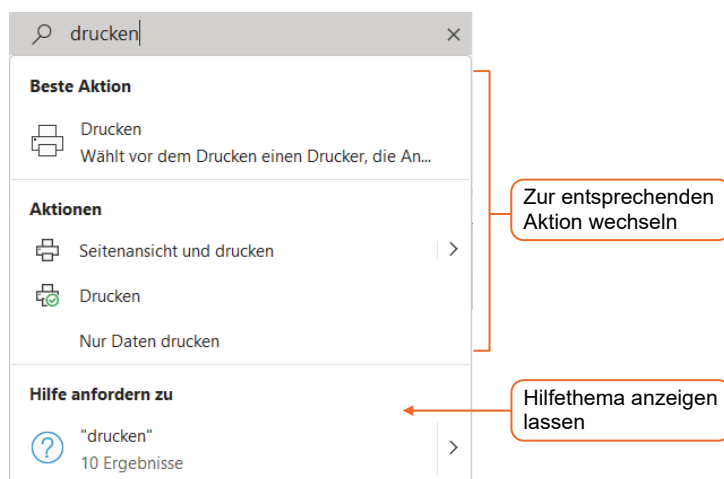 drucken
Beste Aktion
Drucken
Wählt vor dem Drucken einen Drucker, die An...
Aktionen
Seitenansicht und drucken
Drucken
Nur Daten drucken
Hilfe anfordern zu
"drucken"
10 Ergebnisse
Zur entsprechenden
Aktion wechseln
Hilfethema anzeigen
lassen